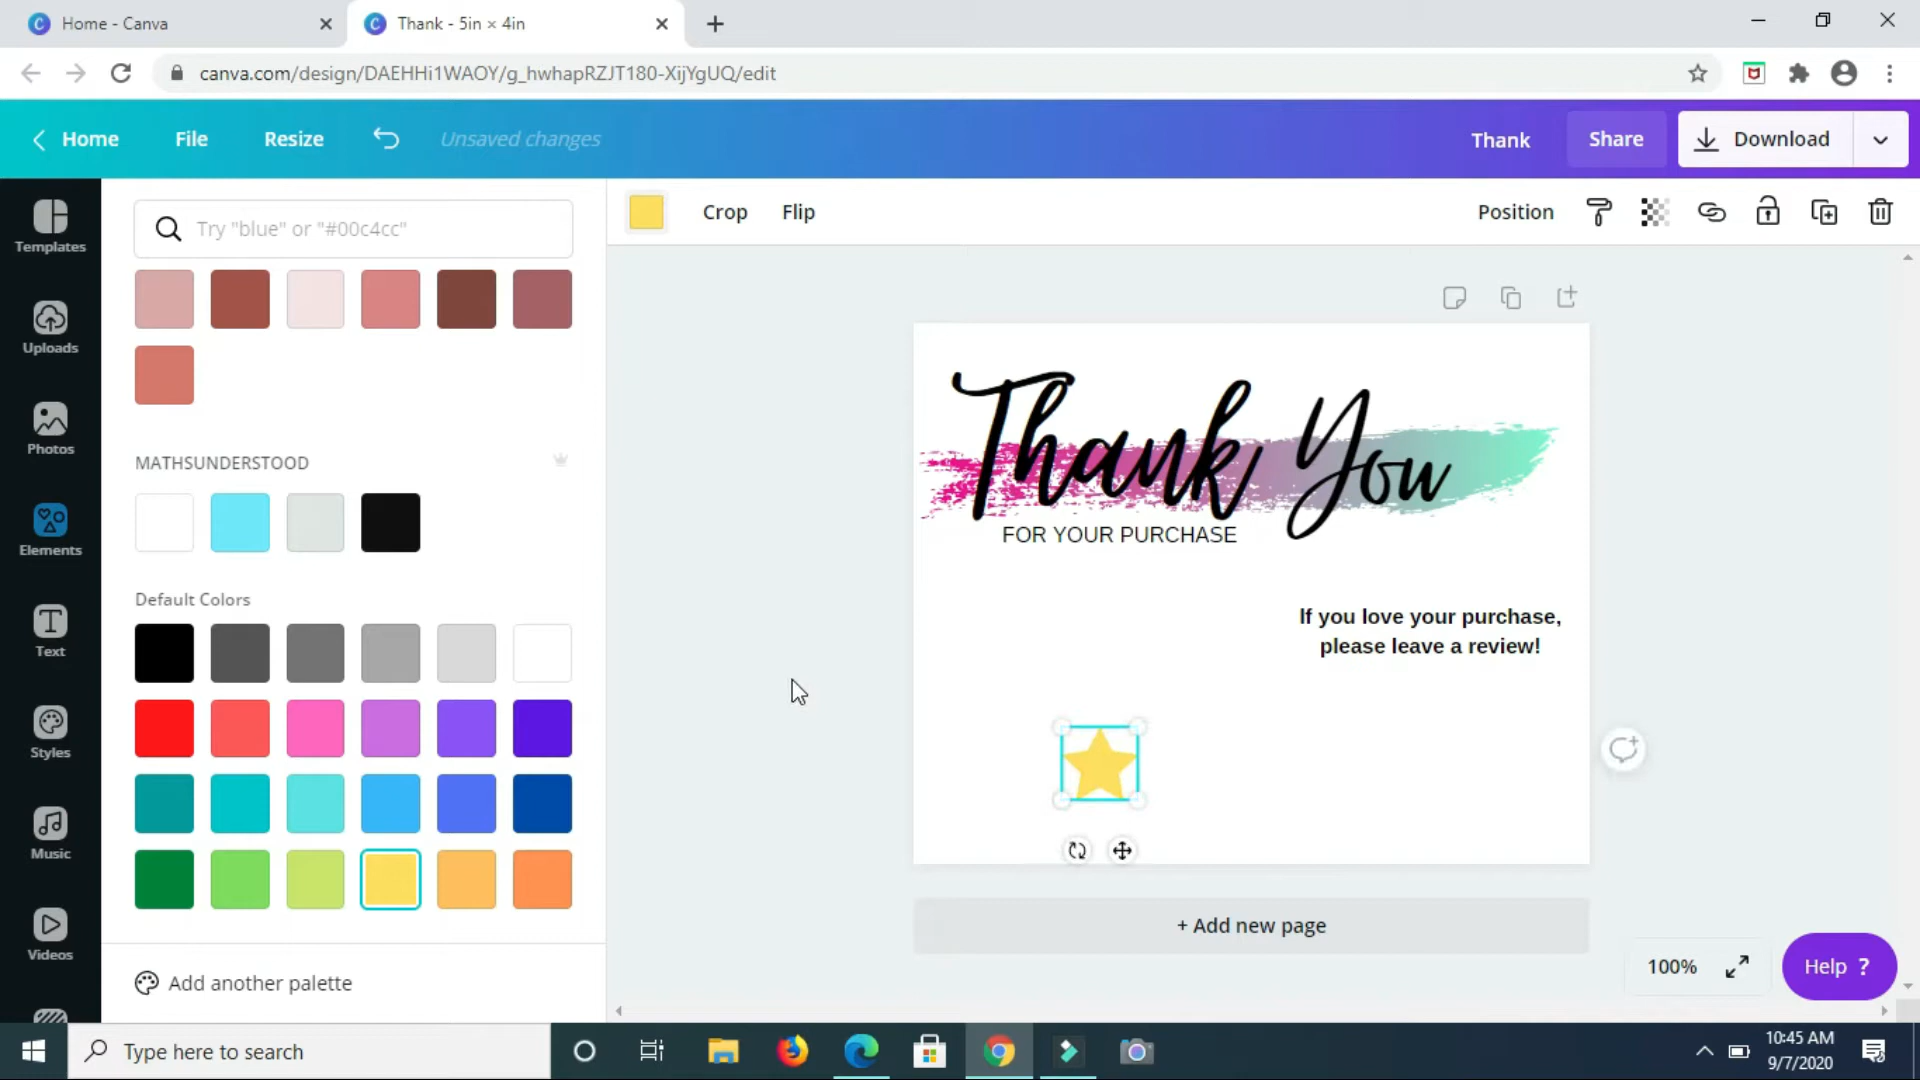 Home - Canva
Thank - 5in × 4in
canva.com/design/DAEHHi1WAOY/g_hwhapRZJT180-XijYgUQ/edit
Home
File
Resize
Unsaved changes
Thank
Share
Download
Templates
Uploads
Photos
Elements
Text
Styles
Music
Videos
Try "blue" or "#00c4cc"
MATHSUNDERSTOOD
Default Colors
Add another palette
Crop
Flip
Position
Thank You
FOR YOUR PURCHASE
If you love your purchase,
please leave a review!
+ Add new page
100%
Help ?
Type here to search
10:45 AM
9/7/2020